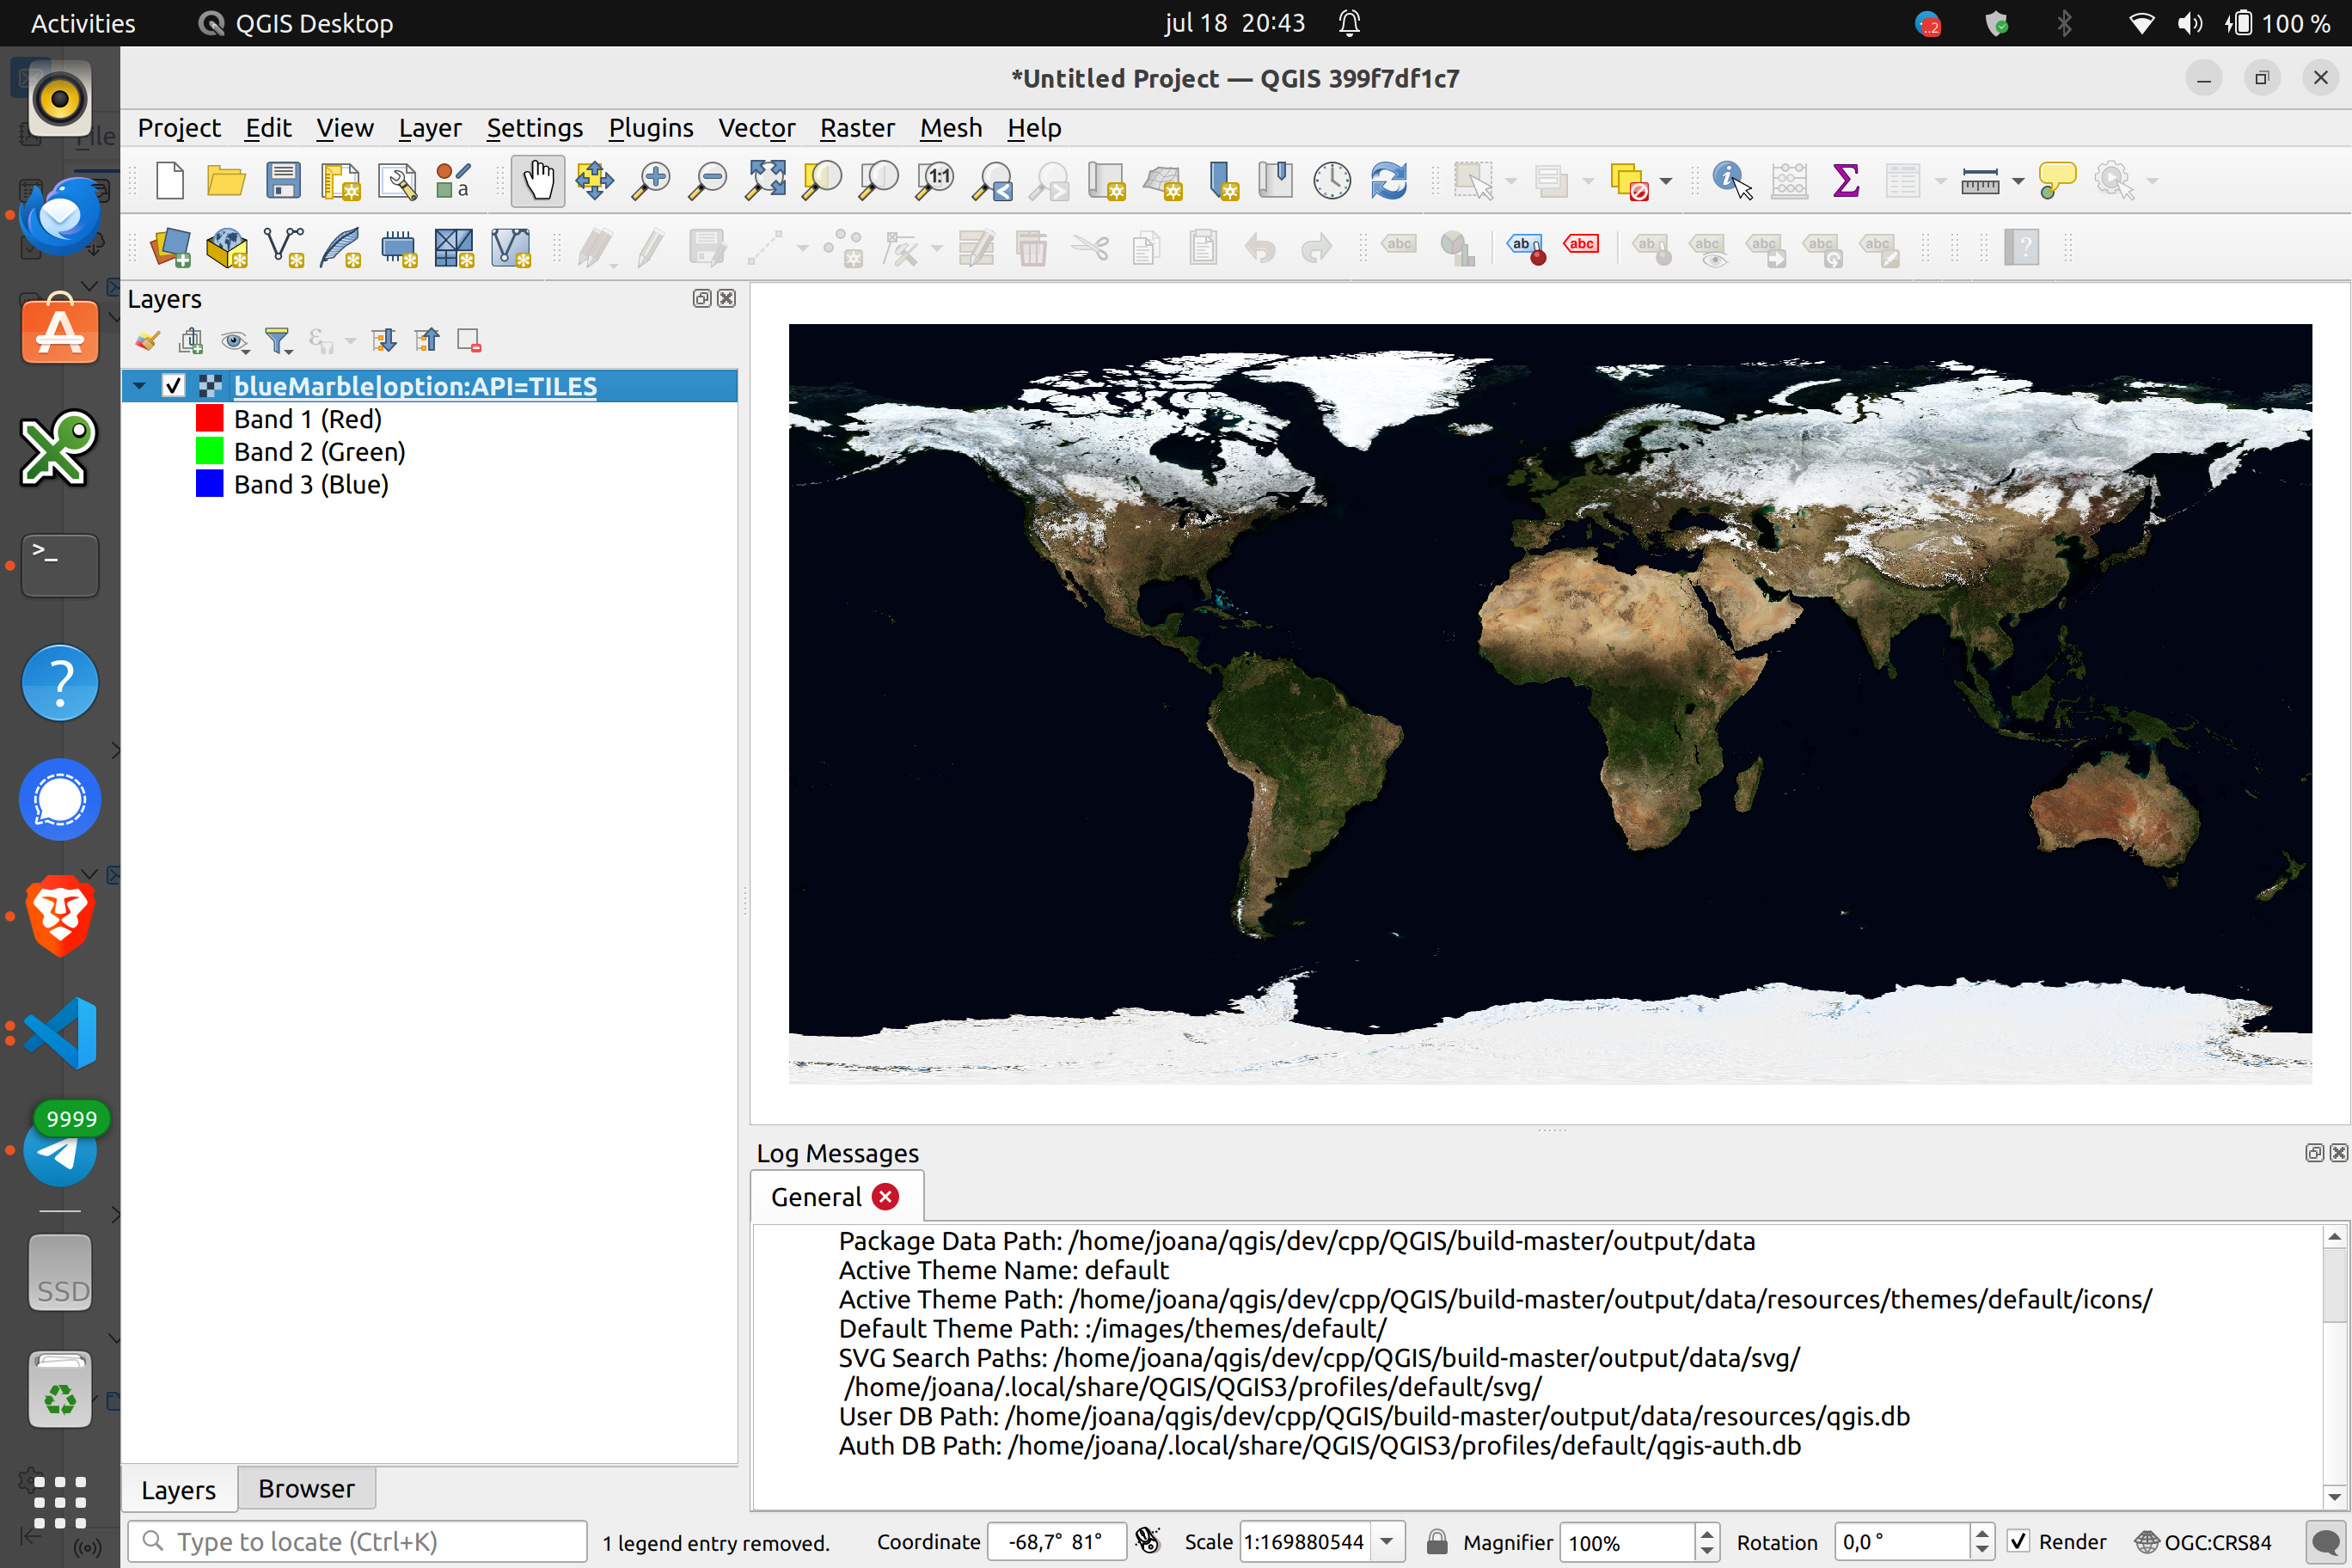 Activities QGIS Desktop jul 18 20:43 100 %
*Untitled Project — QGIS 399f7df1c7
Project Edit View Layer Settings Plugins Vector Raster Mesh Help
Layers
blueMarble|option:API=TILES
Band 1 (Red)
Band 2 (Green)
Band 3 (Blue)
9999
SSD
Log Messages
General
Package Data Path: /home/joana/qgis/dev/cpp/QGIS/build-master/output/data
Active Theme Name: default
Active Theme Path: /home/joana/qgis/dev/cpp/QGIS/build-master/output/data/resources/themes/default/icons/
Default Theme Path: :/images/themes/default/
SVG Search Paths: /home/joana/qgis/dev/cpp/QGIS/build-master/output/data/svg/
/home/joana/.local/share/QGIS/QGIS3/profiles/default/svg/
User DB Path: /home/joana/qgis/dev/cpp/QGIS/build-master/output/data/resources/qgis.db
Auth DB Path: /home/joana/.local/share/QGIS/QGIS3/profiles/default/qgis-auth.db
Layers Browser
Type to locate (Ctrl+K) 1 legend entry removed. Coordinate -68,7° 81° Scale 1:169880544 Magnifier 100% Rotation 0,0 ° Render OGC:CRS84